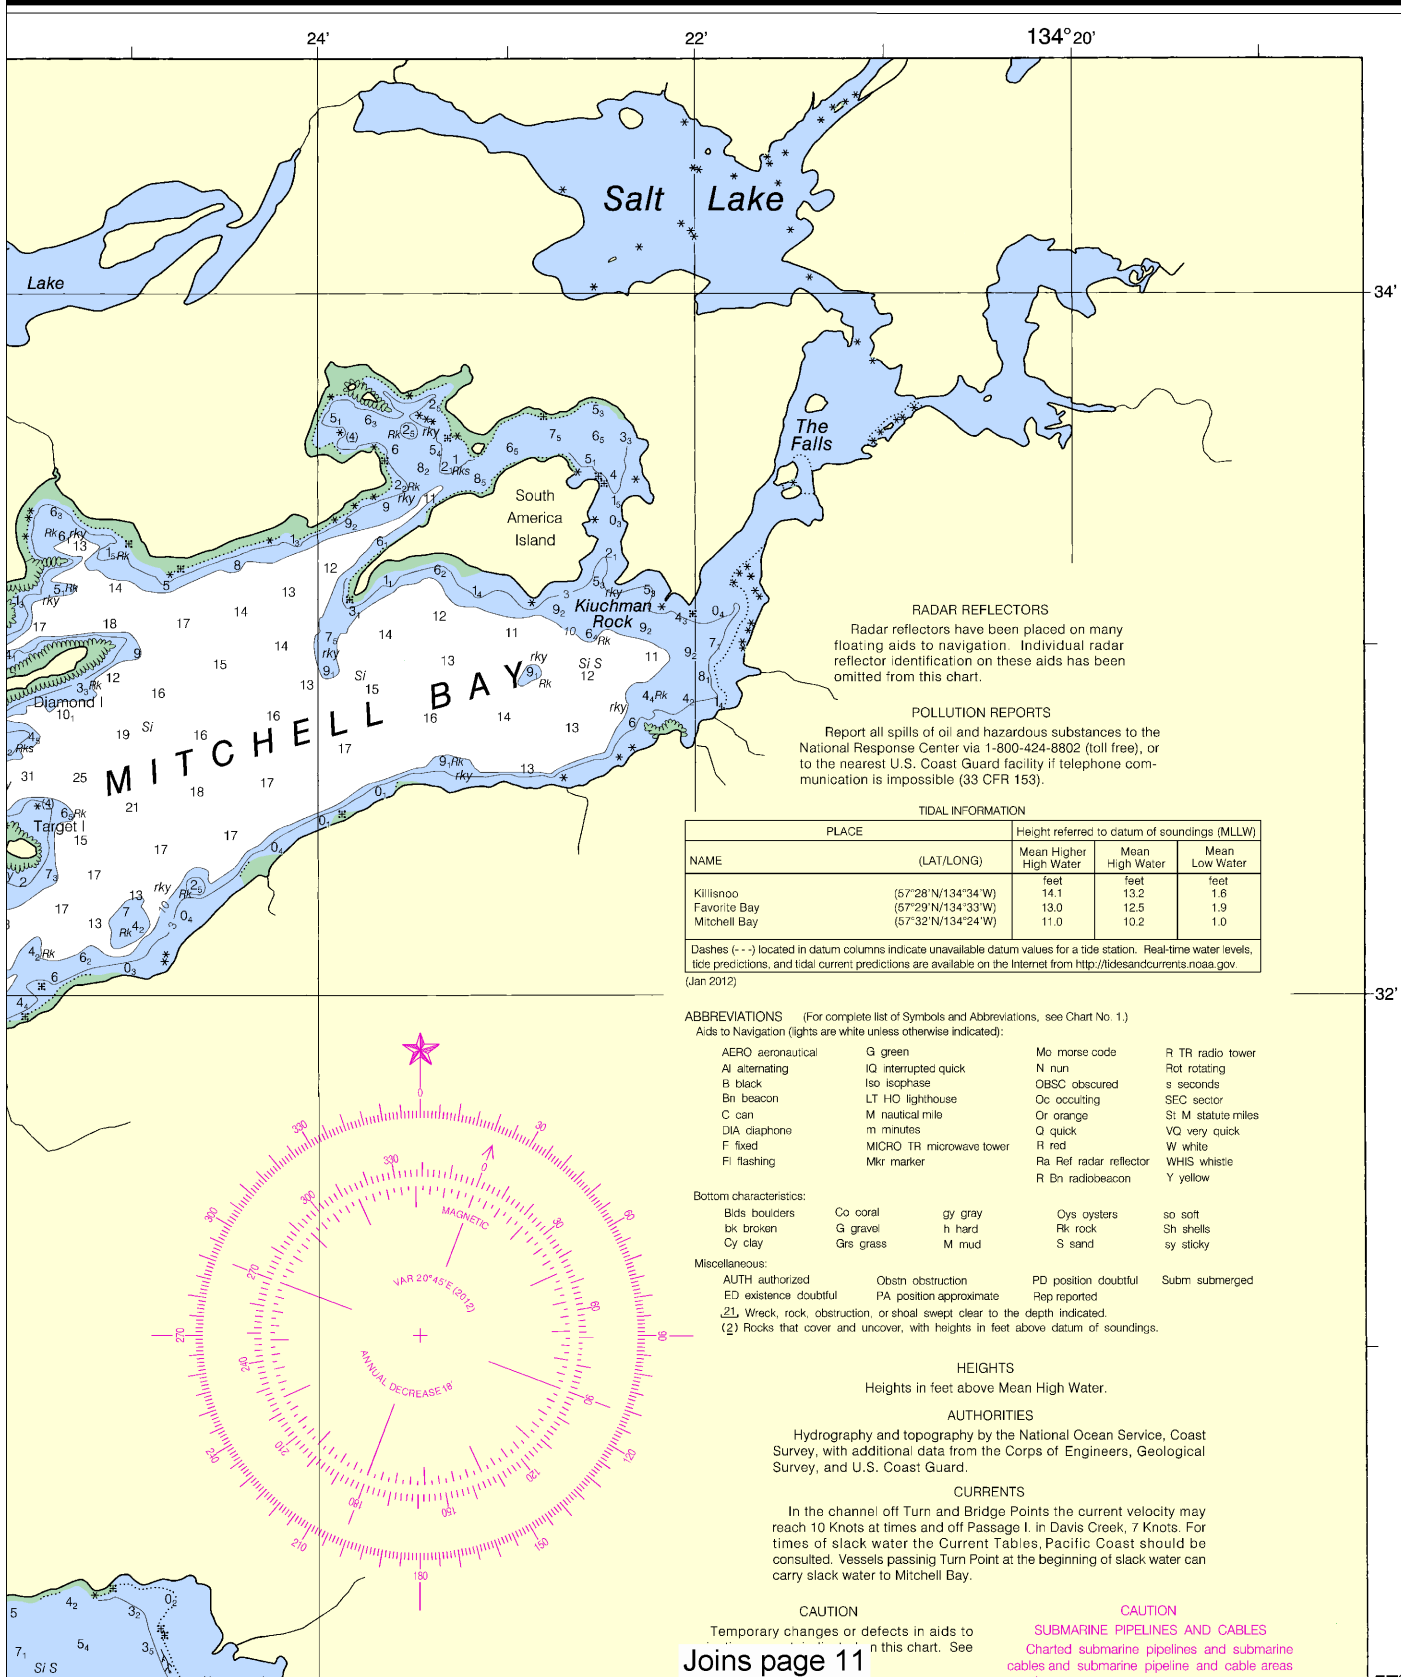 24'
22'
134°20'
Salt Lake
Lake
34'
The
Falls
South
America
Island
Kiuchman
Rock
MITCHELL BAY
Diamond I
Target I
RADAR REFLECTORS
Radar reflectors have been placed on many
floating aids to navigation. Individual radar
reflector identification on these aids has been
omitted from this chart.
POLLUTION REPORTS
Report all spills of oil and hazardous substances to the
National Response Center via 1-800-424-8802 (toll free), or
to the nearest U.S. Coast Guard facility if telephone com-
munication is impossible (33 CFR 153).
TIDAL INFORMATION
PLACE Height referred to datum of soundings (MLLW)
NAME (LAT/LONG) Mean Higher High Water Mean High Water Mean Low Water
feet feet feet
Killisnoo (57°28'N/134°34'W) 14.1 13.2 1.6
Favorite Bay (57°29'N/134°33'W) 13.0 12.5 1.9
Mitchell Bay (57°32'N/134°24'W) 11.0 10.2 1.0
Dashes (- - -) located in datum columns indicate unavailable datum values for a tide station. Real-time water levels,
tide predictions, and tidal current predictions are available on the Internet from http://tidesandcurrents.noaa.gov.
(Jan 2012)
32'
ABBREVIATIONS (For complete list of Symbols and Abbreviations, see Chart No. 1.)
Aids to Navigation (lights are white unless otherwise indicated):
AERO aeronautical G green Mo morse code R TR radio tower
Al alternating IQ interrupted quick N nun Rot rotating
B black Iso isophase OBSC obscured s seconds
Bn beacon LT HO lighthouse Oc occulting SEC sector
C can M nautical mile Or orange St M statute miles
DIA diaphone m minutes Q quick VQ very quick
F fixed MICRO TR microwave tower R red W white
Fl flashing Mkr marker Ra Ref radar reflector WHIS whistle
R Bn radiobeacon Y yellow
Bottom characteristics:
Blds boulders Co coral gy gray Oys oysters so soft
bk broken G gravel h hard Rk rock Sh shells
Cy clay Grs grass M mud S sand sy sticky
Miscellaneous:
AUTH authorized Obstn obstruction PD position doubtful Subm submerged
ED existence doubtful PA position approximate Rep reported
21, Wreck, rock, obstruction, or shoal swept clear to the depth indicated.
(2) Rocks that cover and uncover, with heights in feet above datum of soundings.
MAGNETIC
VAR 20°45'E (2012)
ANNUAL DECREASE 18'
HEIGHTS
Heights in feet above Mean High Water.
AUTHORITIES
Hydrography and topography by the National Ocean Service, Coast
Survey, with additional data from the Corps of Engineers, Geological
Survey, and U.S. Coast Guard.
CURRENTS
In the channel off Turn and Bridge Points the current velocity may
reach 10 Knots at times and off Passage I. in Davis Creek, 7 Knots. For
times of slack water the Current Tables, Pacific Coast should be
consulted. Vessels passinig Turn Point at the beginning of slack water can
carry slack water to Mitchell Bay.
CAUTION
Temporary changes or defects in aids to
n this chart. See
CAUTION
SUBMARINE PIPELINES AND CABLES
Charted submarine pipelines and submarine
cables and submarine pipeline and cable areas
Joins page 11